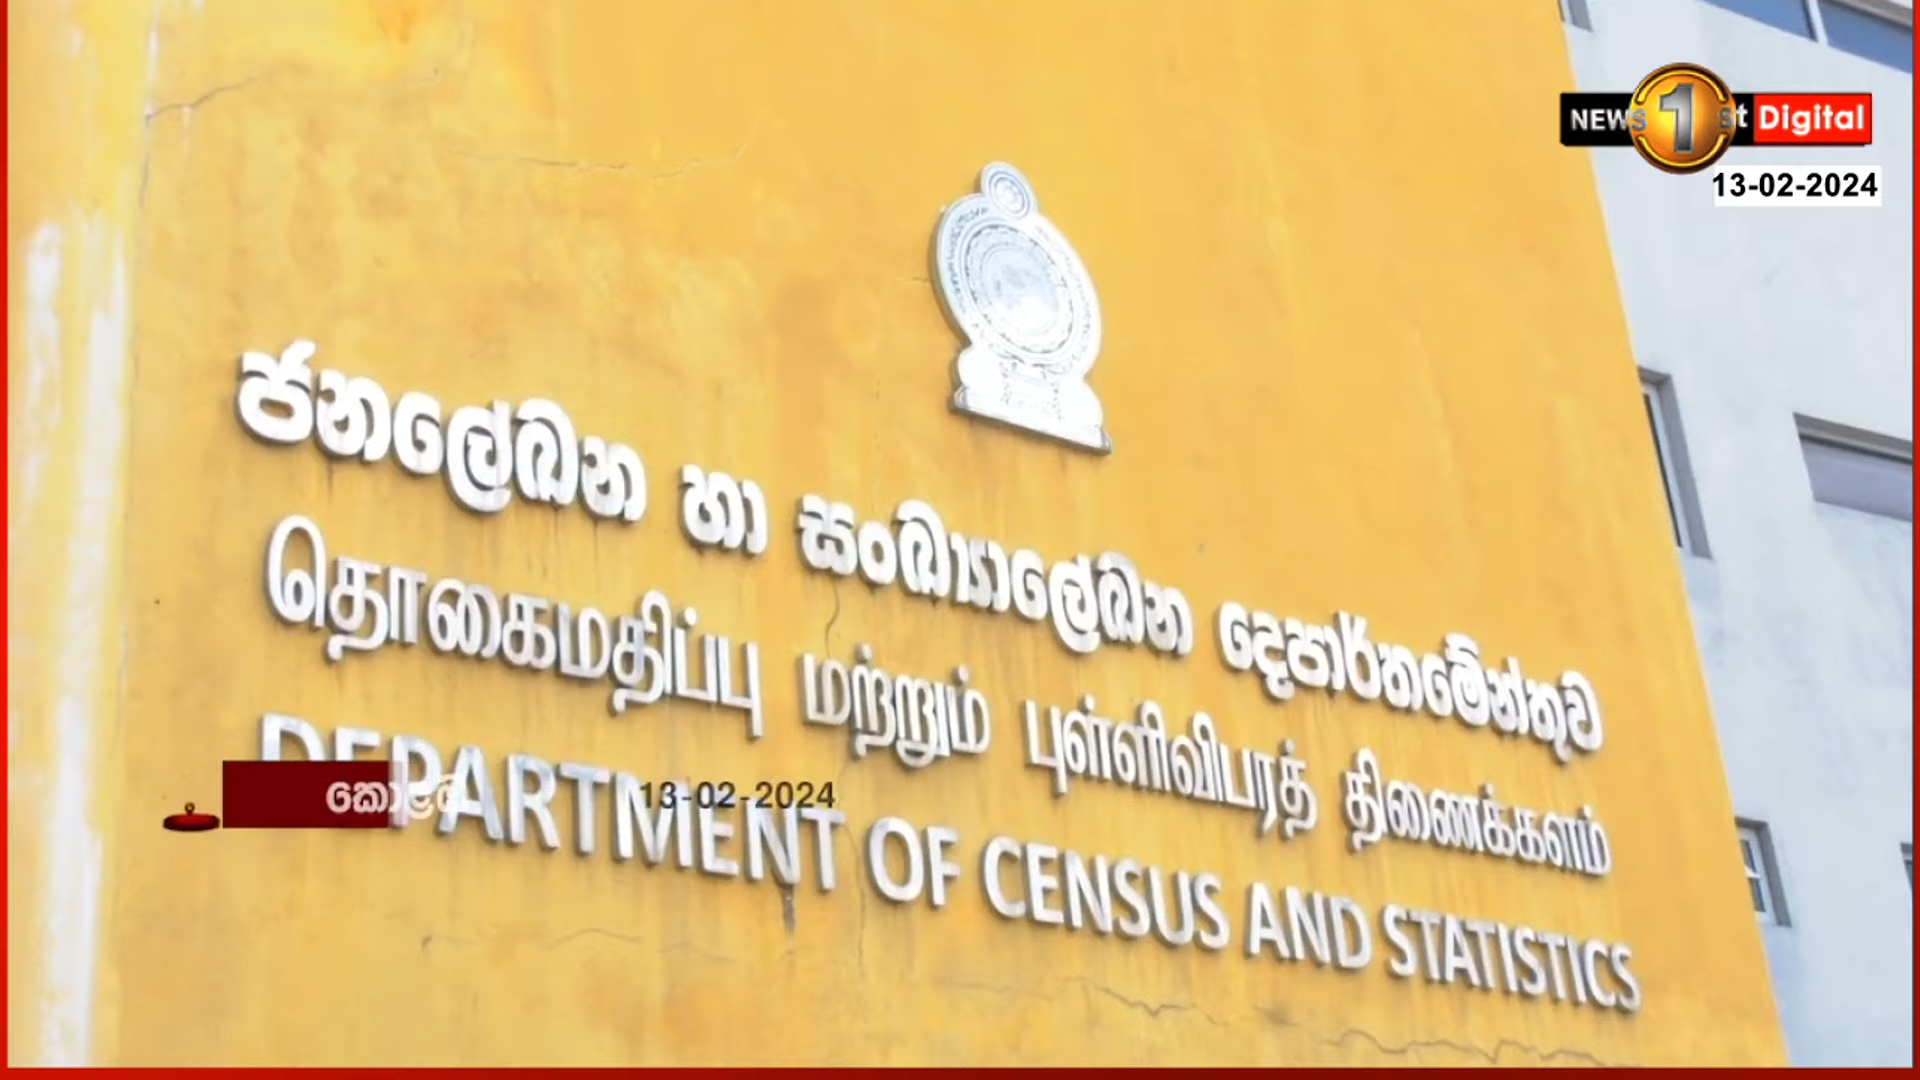 NEWS 1st Digital
13-02-2024
ජනලේඛන හා සංඛ්‍යාලේඛන දෙපාර්තමේන්තුව
தொகைமதிப்பு மற்றும் புள்ளிவிபரத் திணைக்களம்
DEPARTMENT OF CENSUS AND STATISTICS
13-02-2024